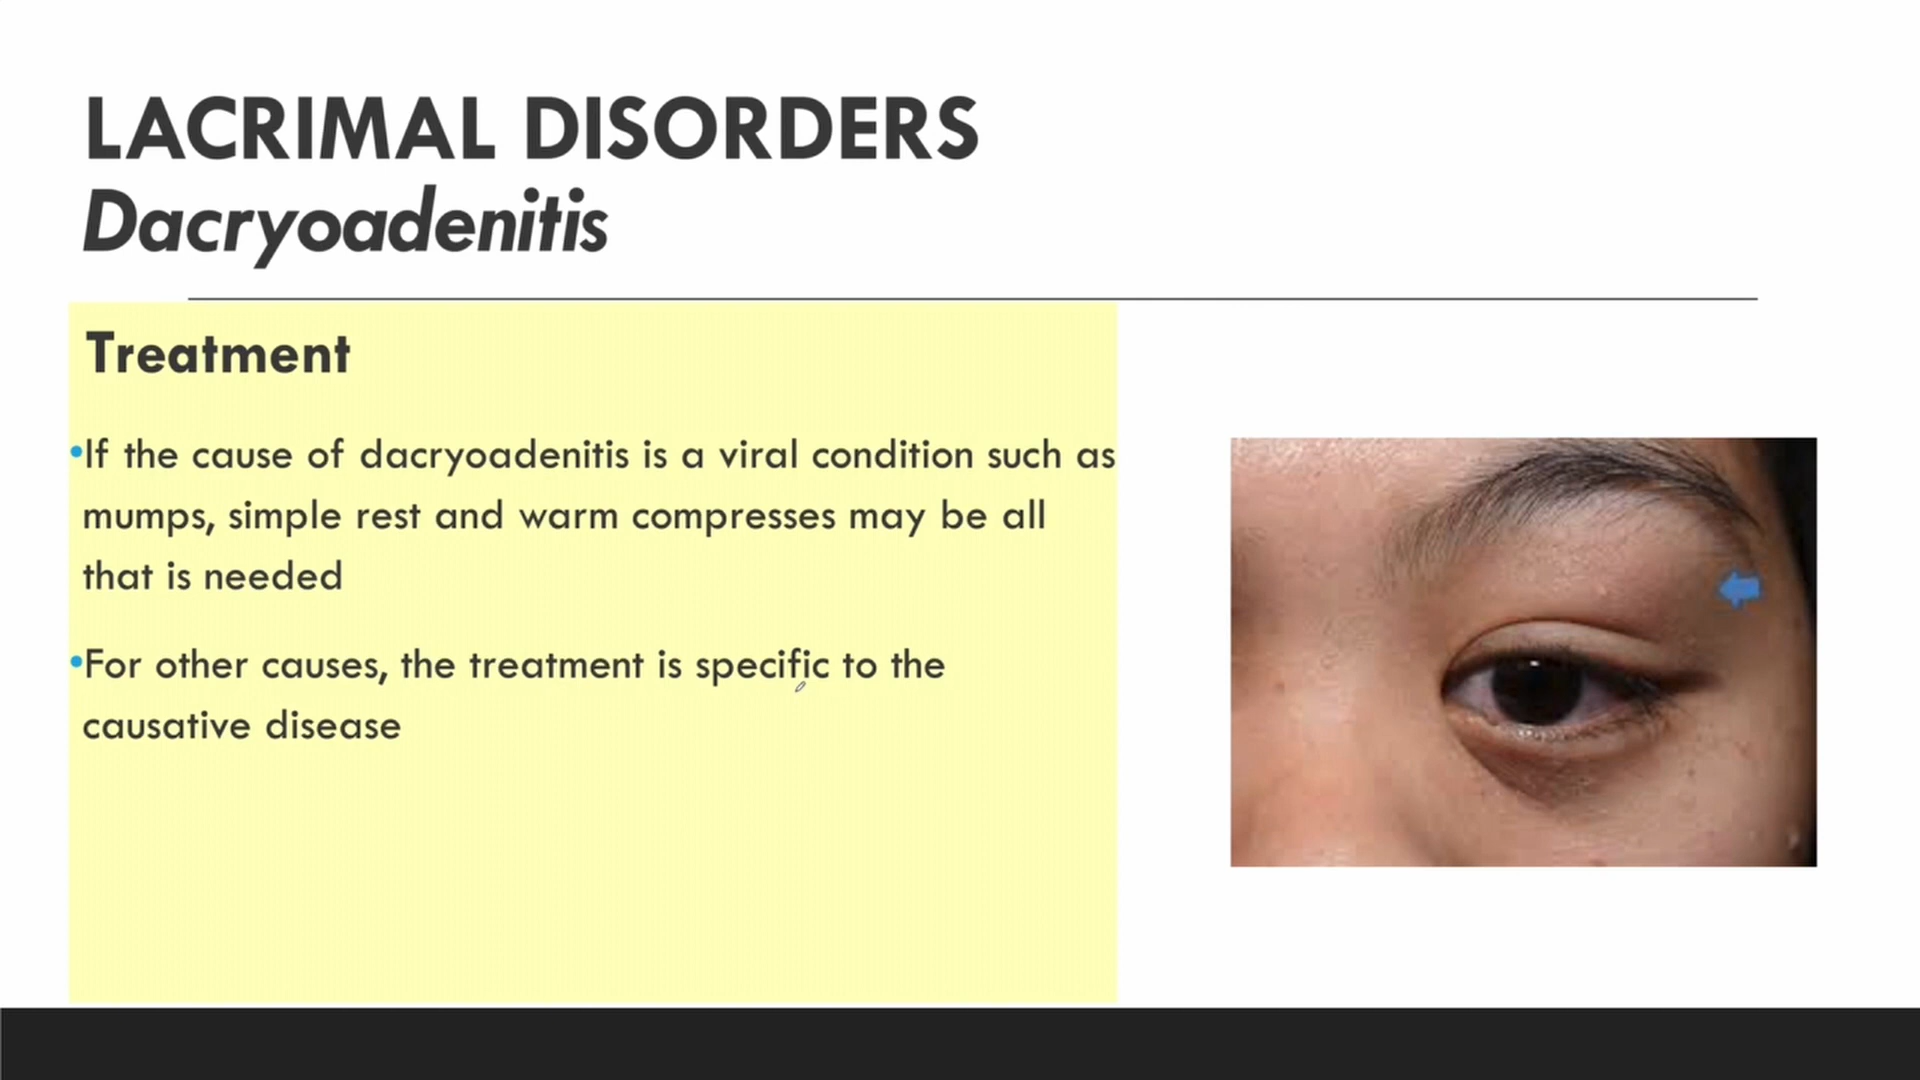 LACRIMAL DISORDERS
Dacryoadenitis
Treatment
•If the cause of dacryoadenitis is a viral condition such as
mumps, simple rest and warm compresses may be all
that is needed
•For other causes, the treatment is specific to the
causative disease